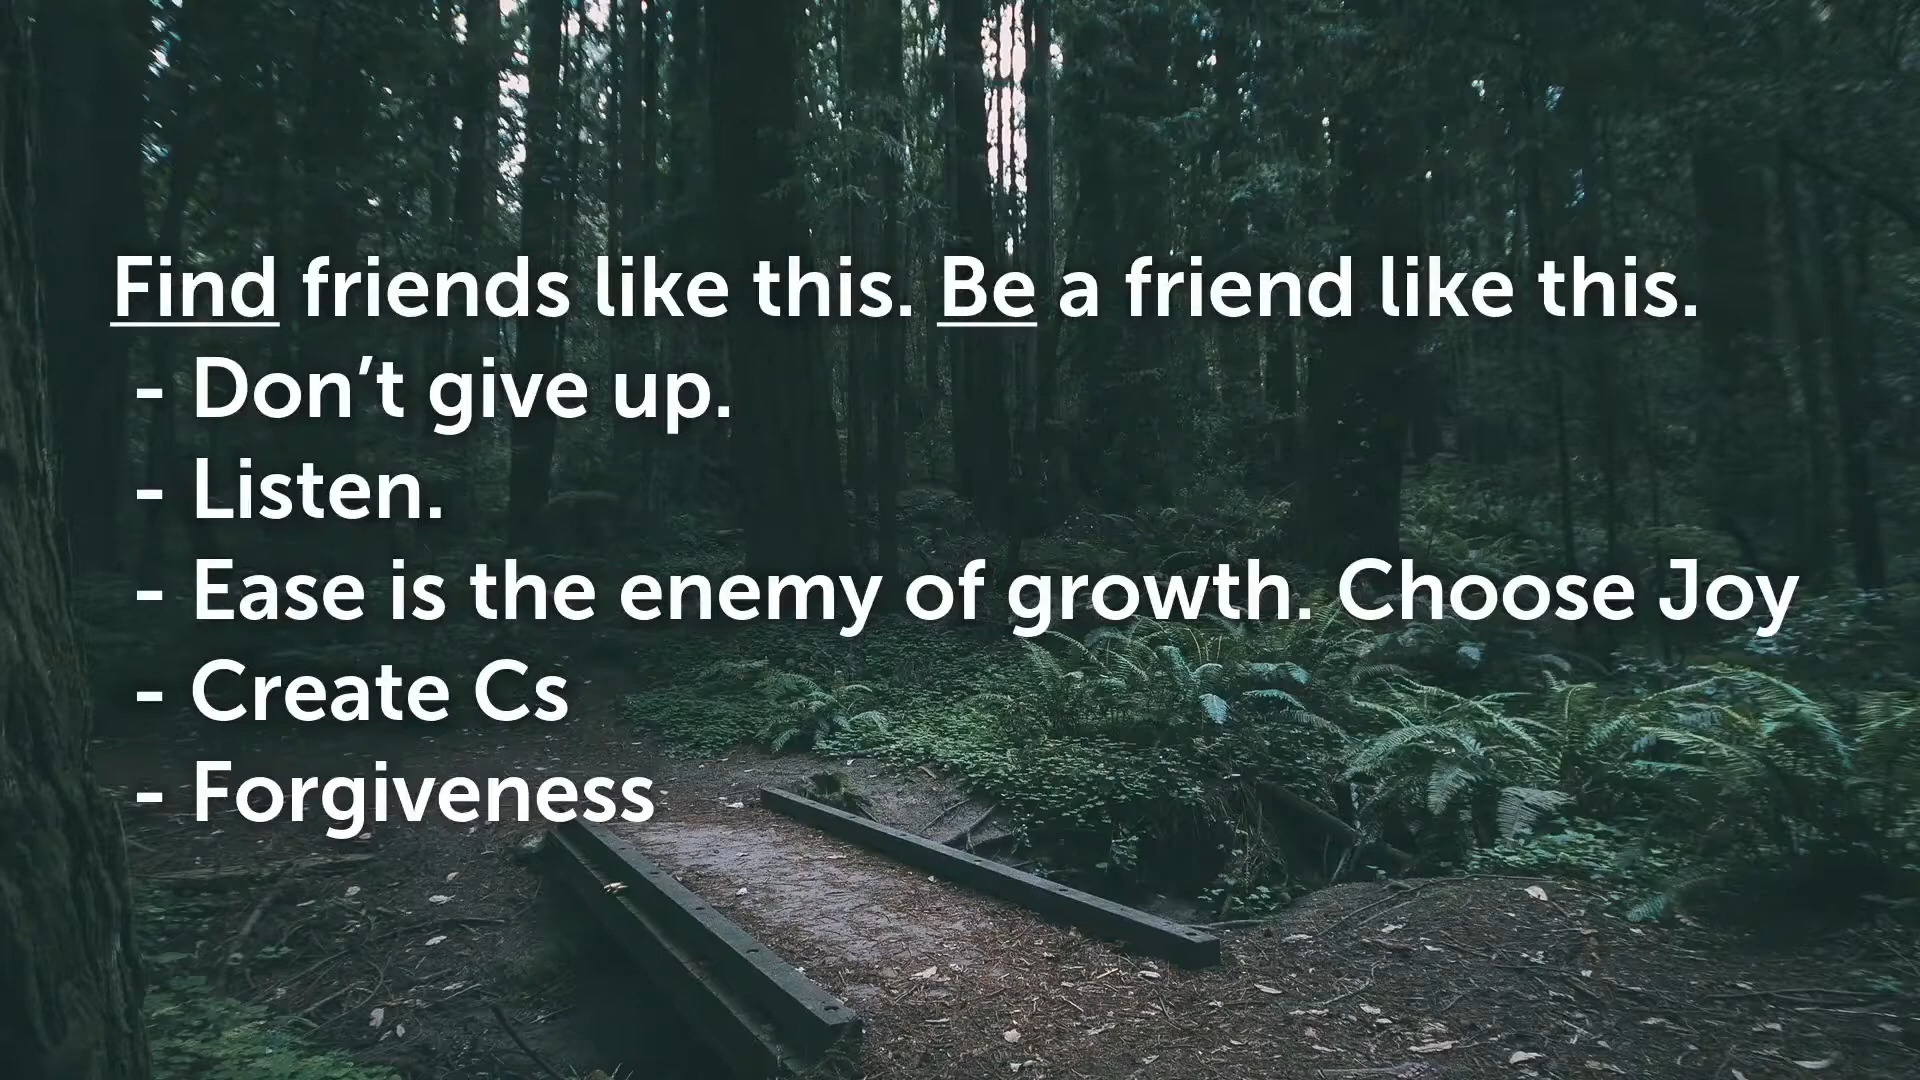 Find friends like this. Be a friend like this.
- Don’t give up.
- Listen.
- Ease is the enemy of growth. Choose Joy
- Create Cs
- Forgiveness